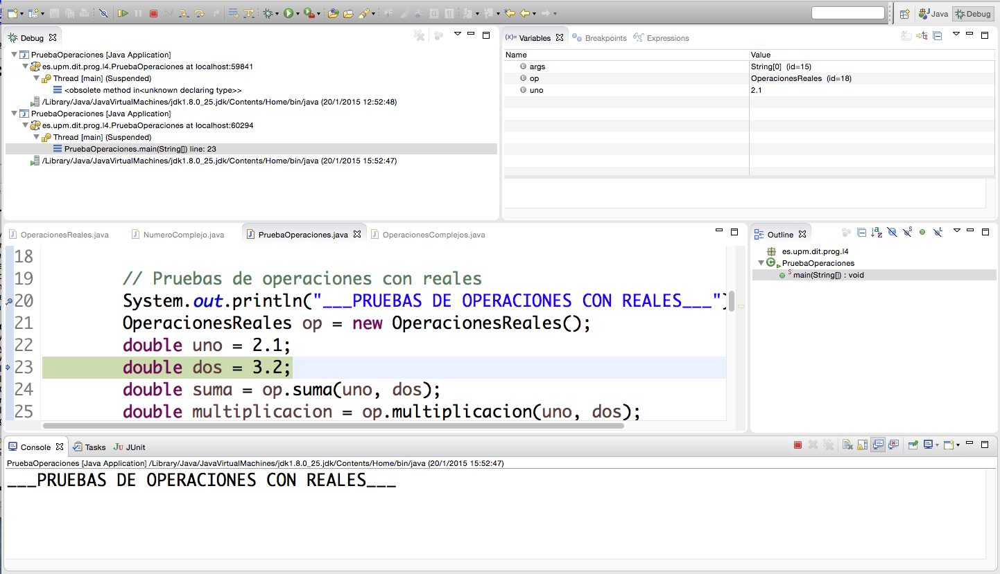 Java
Debug
Debug
PruebaOperaciones [Java Application]
es.upm.dit.prog.l4.PruebaOperaciones at localhost:59841
Thread [main] (Suspended)
<obsolete method in<unknown declaring type>>
/Library/Java/JavaVirtualMachines/jdk1.8.0_25.jdk/Contents/Home/bin/java (20/1/2015 12:52:48)
PruebaOperaciones [Java Application]
es.upm.dit.prog.l4.PruebaOperaciones at localhost:60294
Thread [main] (Suspended)
PruebaOperaciones.main(String[]) line: 23
/Library/Java/JavaVirtualMachines/jdk1.8.0_25.jdk/Contents/Home/bin/java (20/1/2015 15:52:47)
(x)= Variables Breakpoints Expressions
Name Value
args String[0] (id=15)
op OperacionesReales (id=18)
uno 2.1
OperacionesReales.java NumeroComplejo.java PruebaOperaciones.java OperacionesComplejos.java
18
19 // Pruebas de operaciones con reales
20 System.out.println("___PRUEBAS DE OPERACIONES CON REALES___")
21 OperacionesReales op = new OperacionesReales();
22 double uno = 2.1;
23 double dos = 3.2;
24 double suma = op.suma(uno, dos);
25 double multiplicacion = op.multiplicacion(uno, dos);
Outline
es.upm.dit.prog.l4
PruebaOperaciones
main(String[]) : void
Console Tasks JU JUnit
PruebaOperaciones [Java Application] /Library/Java/JavaVirtualMachines/jdk1.8.0_25.jdk/Contents/Home/bin/java (20/1/2015 15:52:47)
___PRUEBAS DE OPERACIONES CON REALES___